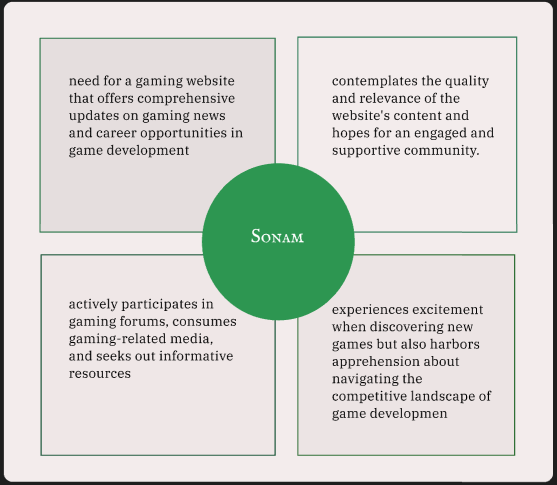 need for a gaming website
that offers comprehensive
updates on gaming news
and career opportunities in
game development
contemplates the quality
and relevance of the
website's content and
hopes for an engaged and
supportive community.
Sonam
actively participates in
gaming forums, consumes
gaming-related media,
and seeks out informative
resources
experiences excitement
when discovering new
games but also harbors
apprehension about
navigating the
competitive landscape of
game developmen